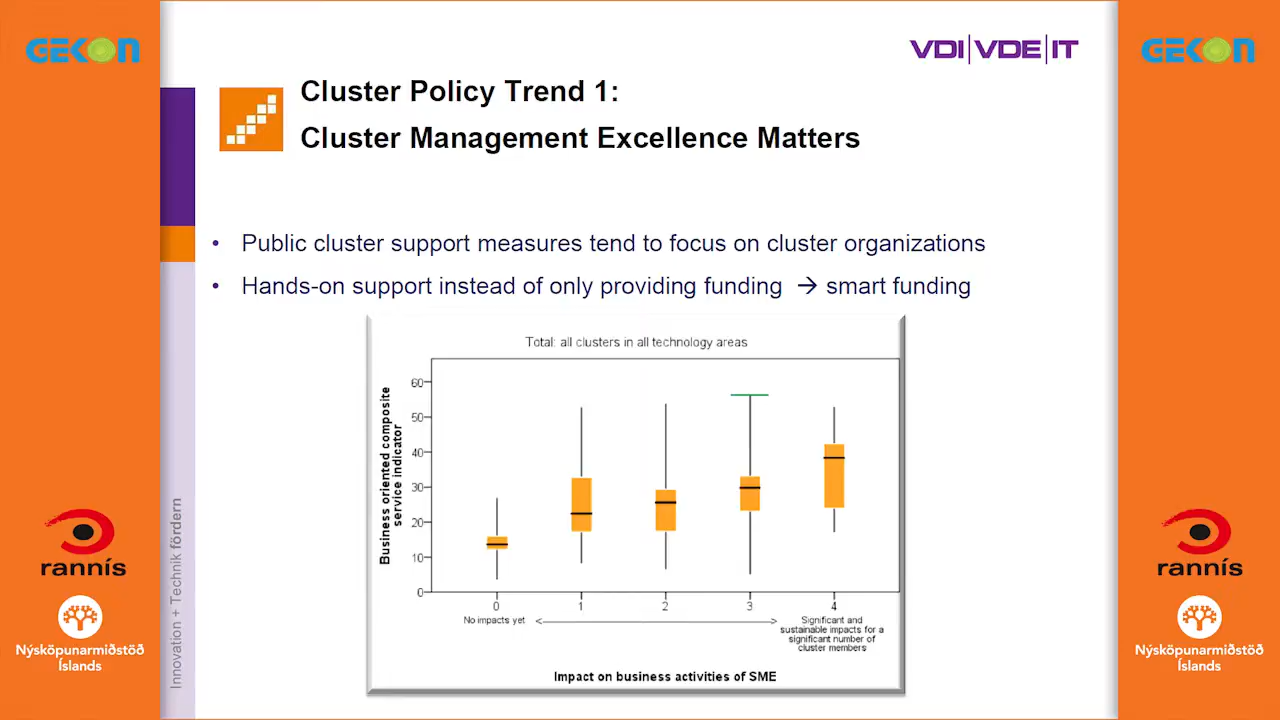 GEKON
VDI|VDE|IT
GEKON
Cluster Policy Trend 1:
Cluster Management Excellence Matters
• Public cluster support measures tend to focus on cluster organizations
• Hands-on support instead of only providing funding → smart funding
Total: all clusters in all technology areas
Business oriented composite
service indicator
60
50
40
30
20
10
0
0
1
2
3
4
No impacts yet
Significant and
sustainable impacts for a
significant number of
cluster members
Impact on business activities of SME
Innovation + Technik fördern
rannís
Nýsköpunarmiðstöð
Íslands
rannís
Nýsköpunarmiðstöð
Íslands